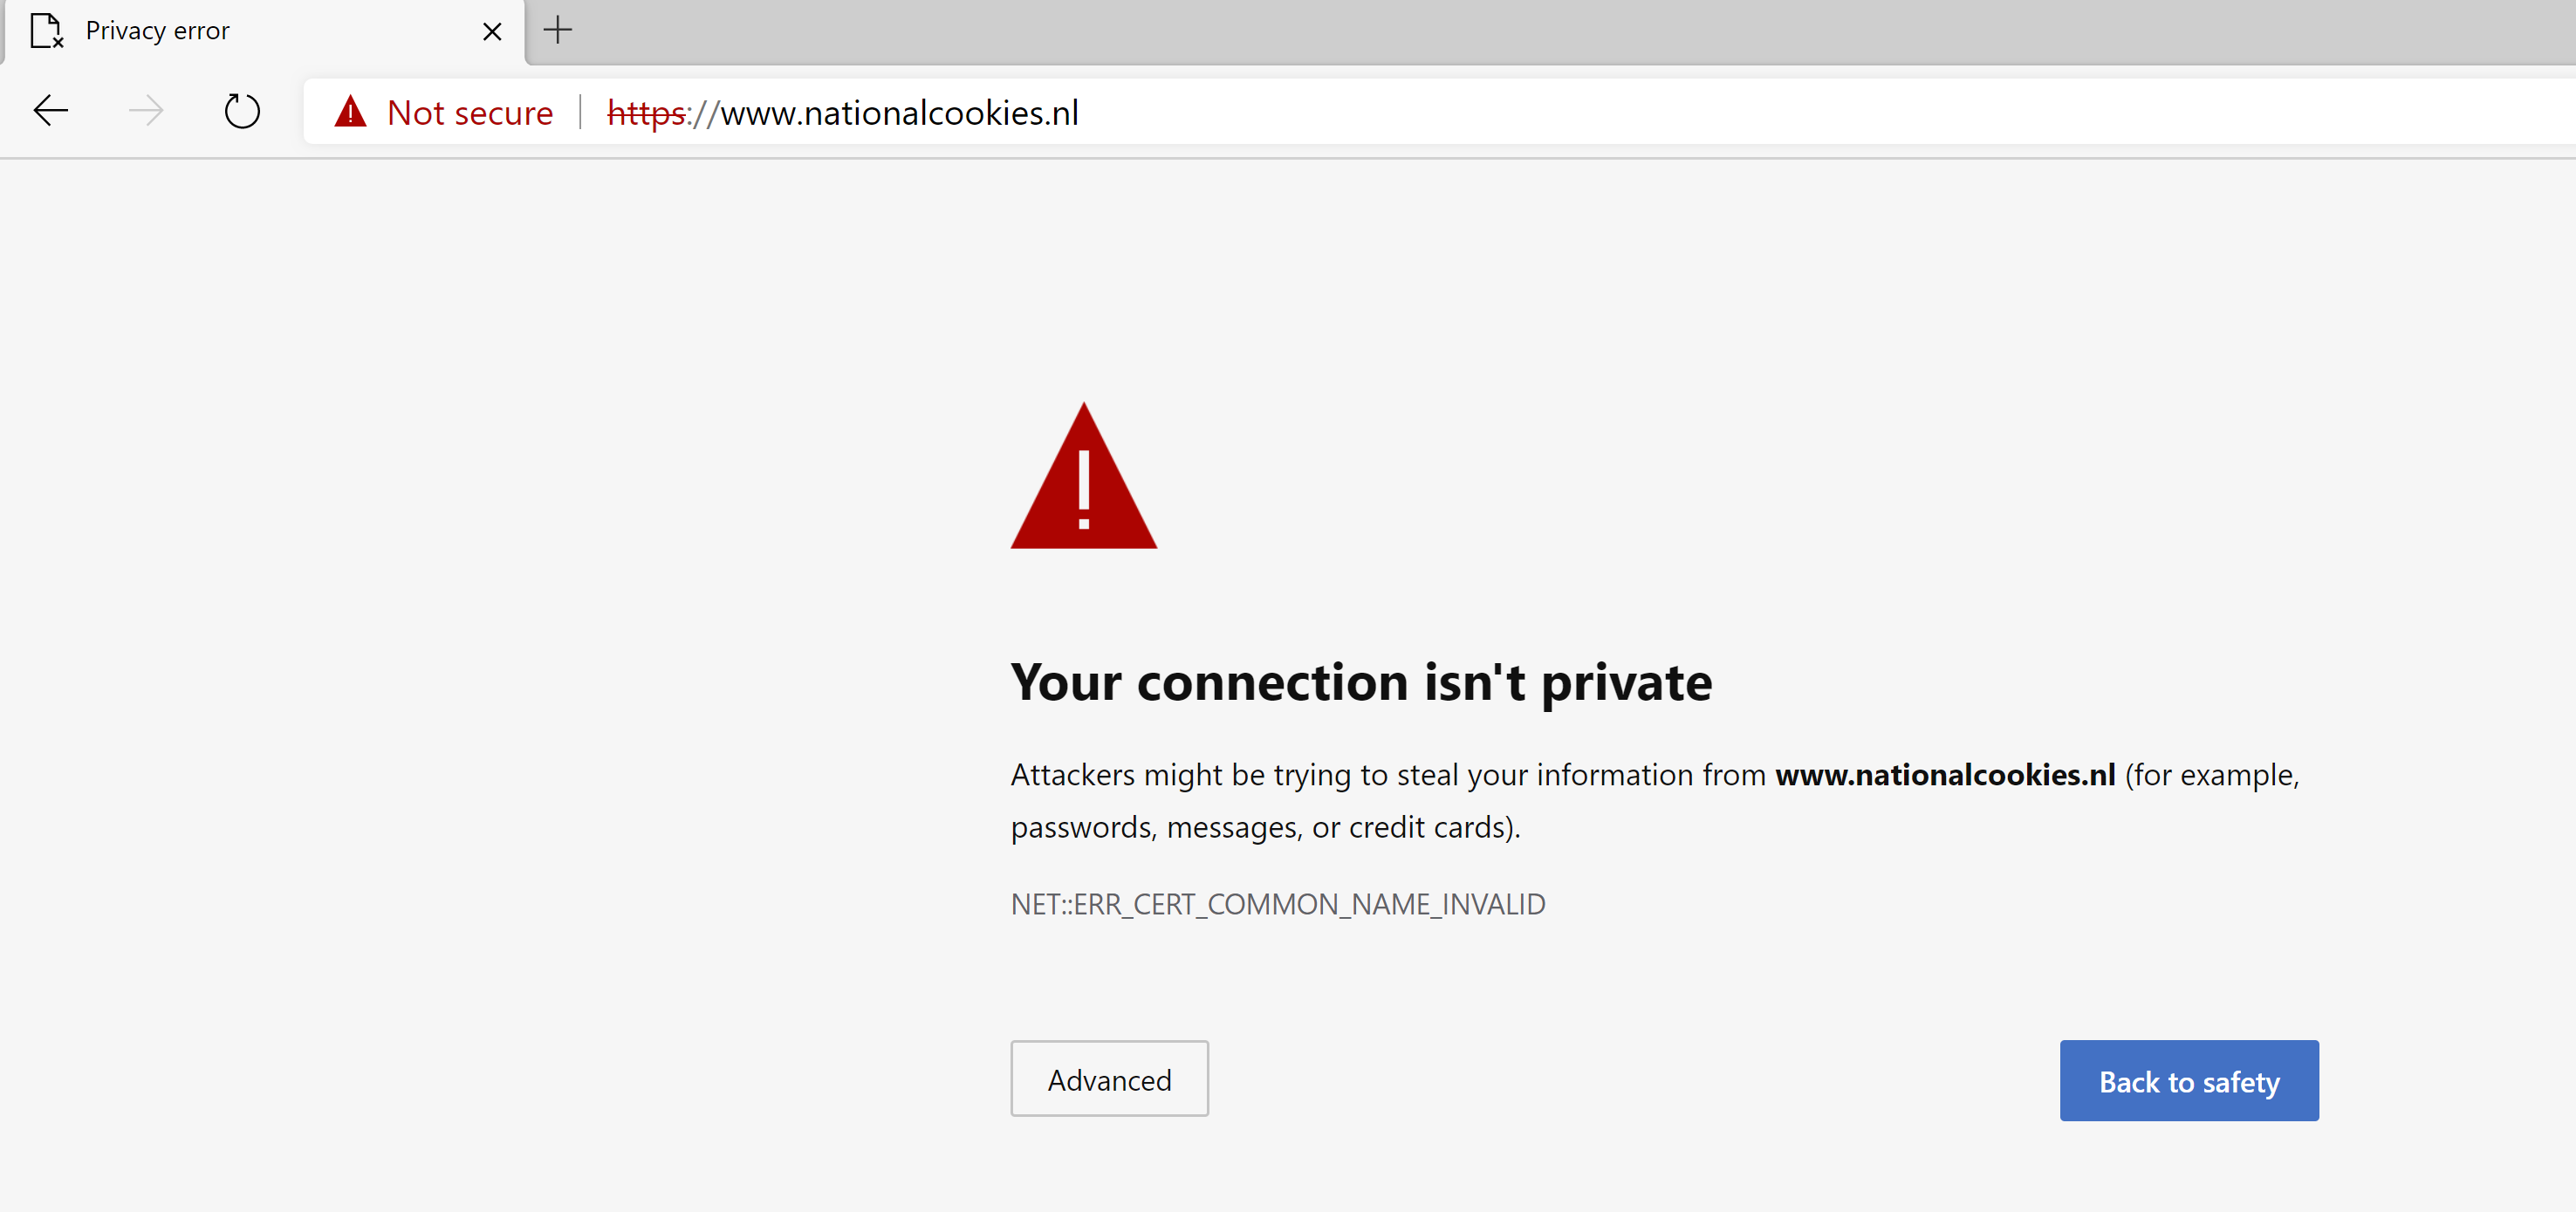 Privacy error
Not secure
https://www.nationalcookies.nl
Your connection isn't private
Attackers might be trying to steal your information from www.nationalcookies.nl (for example,
passwords, messages, or credit cards).
NET::ERR_CERT_COMMON_NAME_INVALID
Advanced
Back to safety